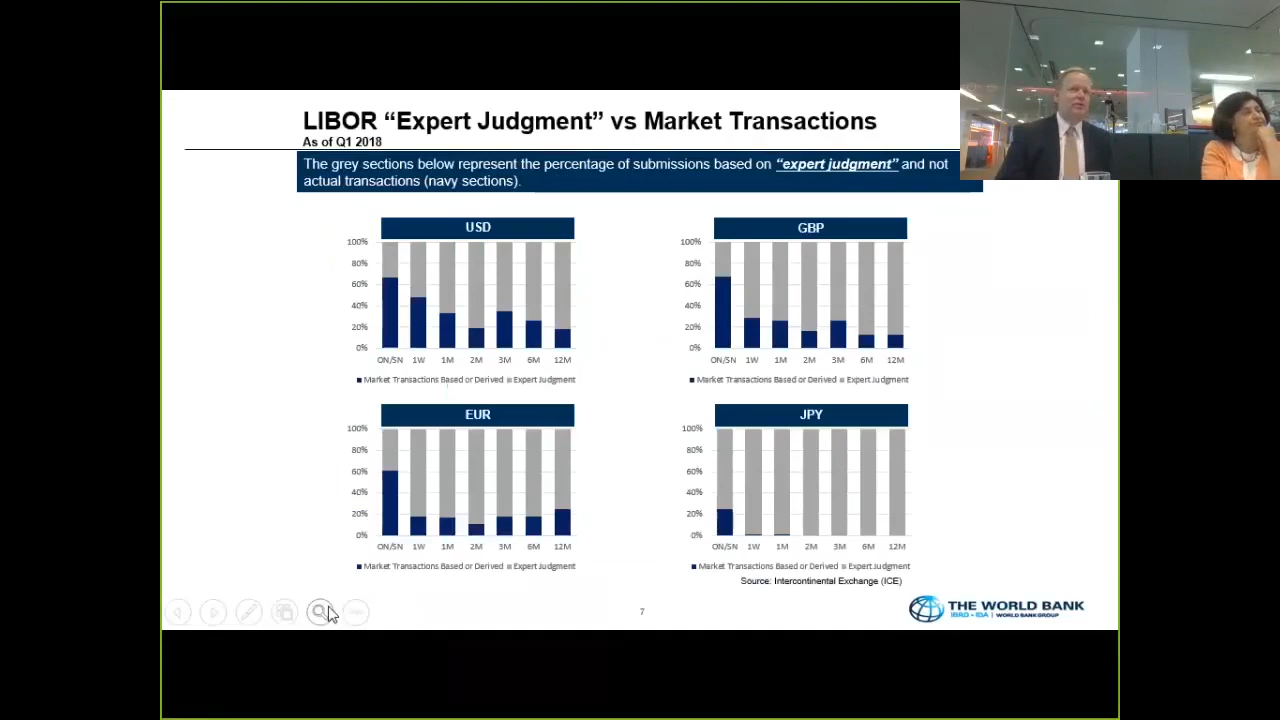 LIBOR “Expert Judgment” vs Market Transactions
As of Q1 2018
The grey sections below represent the percentage of submissions based on “expert judgment” and not
actual transactions (navy sections).
USD
100%
80%
60%
40%
20%
0%
ON/SN 1W 1M 2M 3M 6M 12M
Market Transactions Based or Derived Expert Judgment
GBP
100%
80%
60%
40%
20%
0%
ON/SN 1W 1M 2M 3M 6M 12M
Market Transactions Based or Derived Expert Judgment
EUR
100%
80%
60%
40%
20%
0%
ON/SN 1W 1M 2M 3M 6M 12M
Market Transactions Based or Derived Expert Judgment
JPY
100%
80%
60%
40%
20%
0%
ON/SN 1W 1M 2M 3M 6M 12M
Market Transactions Based or Derived Expert Judgment
Source: Intercontinental Exchange (ICE)
7
THE WORLD BANK
IBRD • IDA | WORLD BANK GROUP